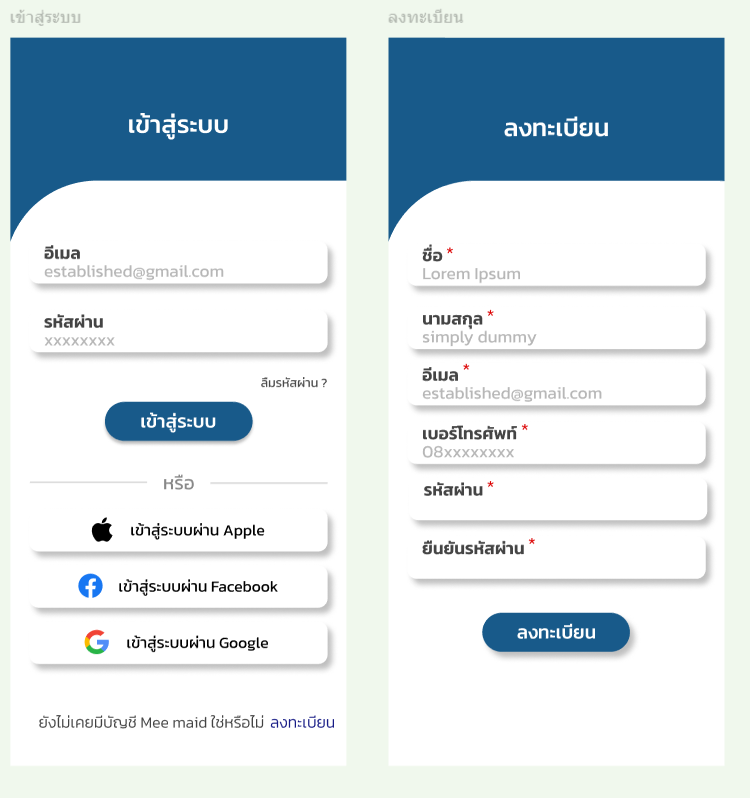 เข้าสู่ระบบ
เข้าสู่ระบบ
อีเมล
established@gmail.com
รหัสผ่าน
xxxxxxxx
ลืมรหัสผ่าน ?
เข้าสู่ระบบ
หรือ
เข้าสู่ระบบผ่าน Apple
เข้าสู่ระบบผ่าน Facebook
เข้าสู่ระบบผ่าน Google
ยังไม่เคยมีบัญชี Mee maid ใช่หรือไม่ ลงทะเบียน
ลงทะเบียน
ลงทะเบียน
ชื่อ *
Lorem Ipsum
นามสกุล *
simply dummy
อีเมล *
established@gmail.com
เบอร์โทรศัพท์ *
08xxxxxxxx
รหัสผ่าน *
ยืนยันรหัสผ่าน *
ลงทะเบียน